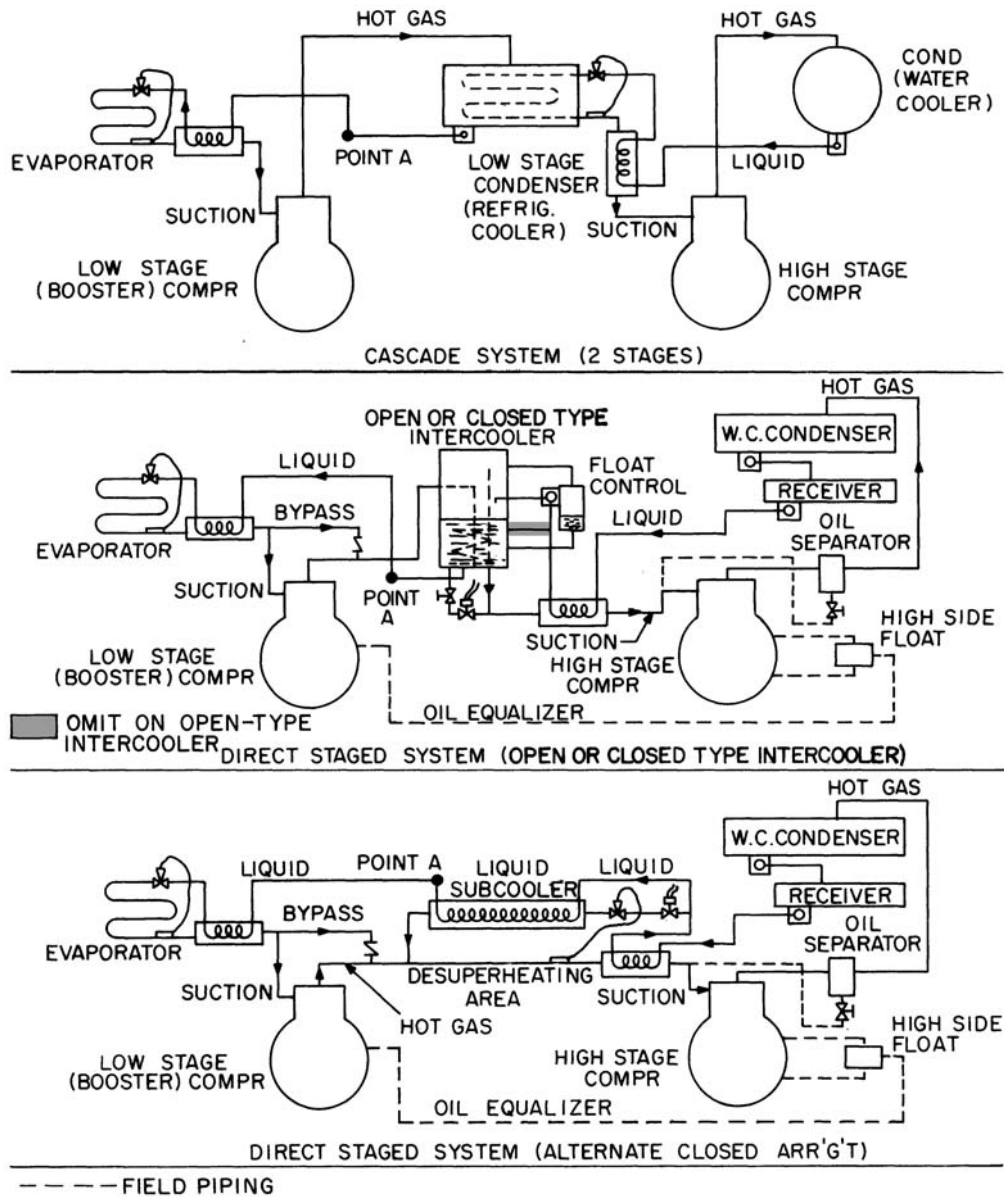 HOT GAS
HOT GAS
COND
(WATER
COOLER)
EVAPORATOR
POINT A
LOW STAGE
CONDENSER
(REFRIG.
COOLER)
LIQUID
SUCTION
SUCTION
LOW STAGE
(BOOSTER) COMPR
HIGH STAGE
COMPR
CASCADE SYSTEM (2 STAGES)
HOT GAS
OPEN OR CLOSED TYPE
INTERCOOLER
W.C.CONDENSER
LIQUID
FLOAT
CONTROL
RECEIVER
BYPASS
LIQUID
OIL
SEPARATOR
EVAPORATOR
SUCTION
POINT
A
SUCTION
HIGH STAGE
COMPR
HIGH SIDE
FLOAT
LOW STAGE
(BOOSTER) COMPR
OIL EQUALIZER
OMIT ON OPEN-TYPE
INTERCOOLER
DIRECT STAGED SYSTEM (OPEN OR CLOSED TYPE INTERCOOLER)
HOT GAS
W.C.CONDENSER
POINT A
LIQUID
LIQUID
SUBCOOLER
LIQUID
RECEIVER
BYPASS
OIL
SEPARATOR
EVAPORATOR
DESUPERHEATING
AREA
SUCTION
SUCTION
HOT GAS
HIGH SIDE
FLOAT
LOW STAGE
(BOOSTER) COMPR
HIGH STAGE
COMPR
OIL EQUALIZER
DIRECT STAGED SYSTEM (ALTERNATE CLOSED ARR'G'T)
FIELD PIPING